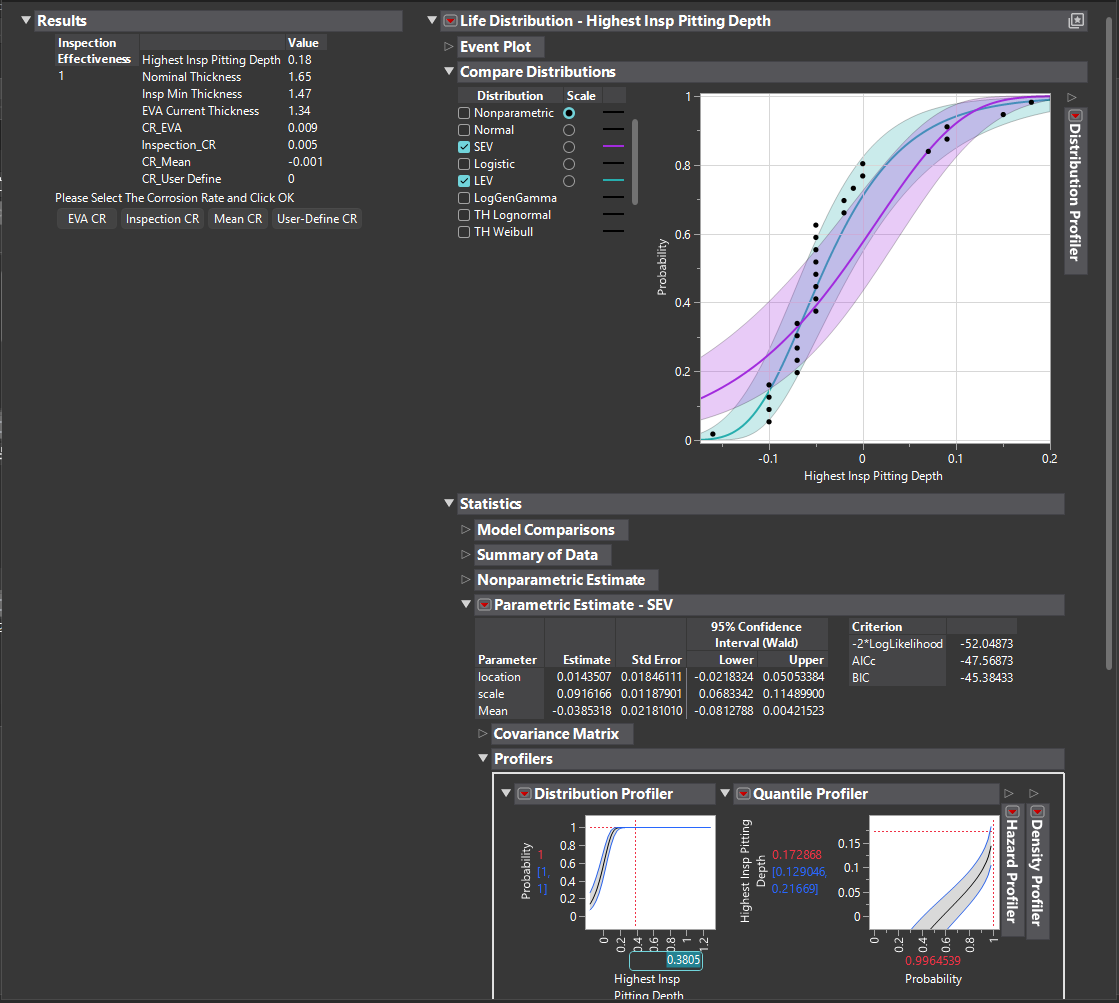 Results
Inspection Effectiveness Value
Highest Insp Pitting Depth 0.18
1 Nominal Thickness 1.65
Insp Min Thickness 1.47
EVA Current Thickness 1.34
CR_EVA 0.009
Inspection_CR 0.005
CR_Mean -0.001
CR_User Define 0
Please Select The Corrosion Rate and Click OK
EVA CR Inspection CR Mean CR User-Define CR
Life Distribution - Highest Insp Pitting Depth
Event Plot
Compare Distributions
Distribution Scale
Nonparametric
Normal
SEV
Logistic
LEV
LogGenGamma
TH Lognormal
TH Weibull
Probability
1
0.8
0.6
0.4
0.2
0
-0.1 0 0.1 0.2
Highest Insp Pitting Depth
Distribution Profiler
Statistics
Model Comparisons
Summary of Data
Nonparametric Estimate
Parametric Estimate - SEV
95% Confidence
Interval (Wald)
Parameter Estimate Std Error Lower Upper
location 0.0143507 0.01846111 -0.0218324 0.05053384
scale 0.0916166 0.01187901 0.0683342 0.11489900
Mean -0.0385318 0.02181010 -0.0812788 0.00421523
Criterion
-2*LogLikelihood -52.04873
AICc -47.56873
BIC -45.38433
Covariance Matrix
Profilers
Distribution Profiler
Probability
1
[1,
1]
1
0.8
0.6
0.4
0.2
0
0 0.2 0.4 0.6 0.8 1 1.2
0.3805
Highest Insp
Pitting Depth
Quantile Profiler
Highest Insp Pitting
Depth
0.172868
[0.129046,
0.21669]
0.15
0.1
0.05
0
0 0.2 0.4 0.6 0.8 1
0.9964539
Probability
Hazard Profiler
Density Profiler